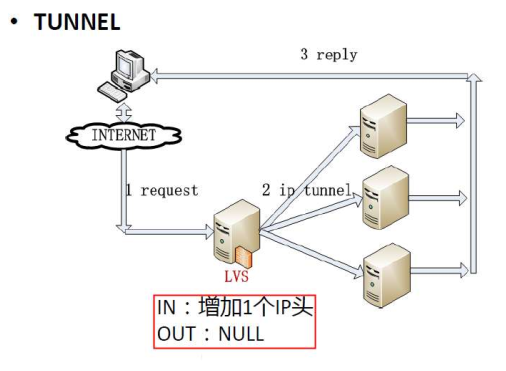 • TUNNEL
3 reply
INTERNET
1 request
2 ip tunnel
LVS
IN：增加1个IP头
OUT：NULL